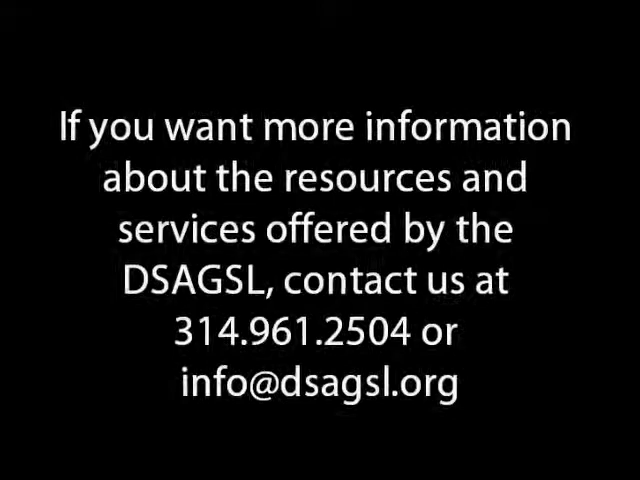 If you want more information
about the resources and
services offered by the
DSAGSL, contact us at
314.961.2504 or
info@dsagsl.org